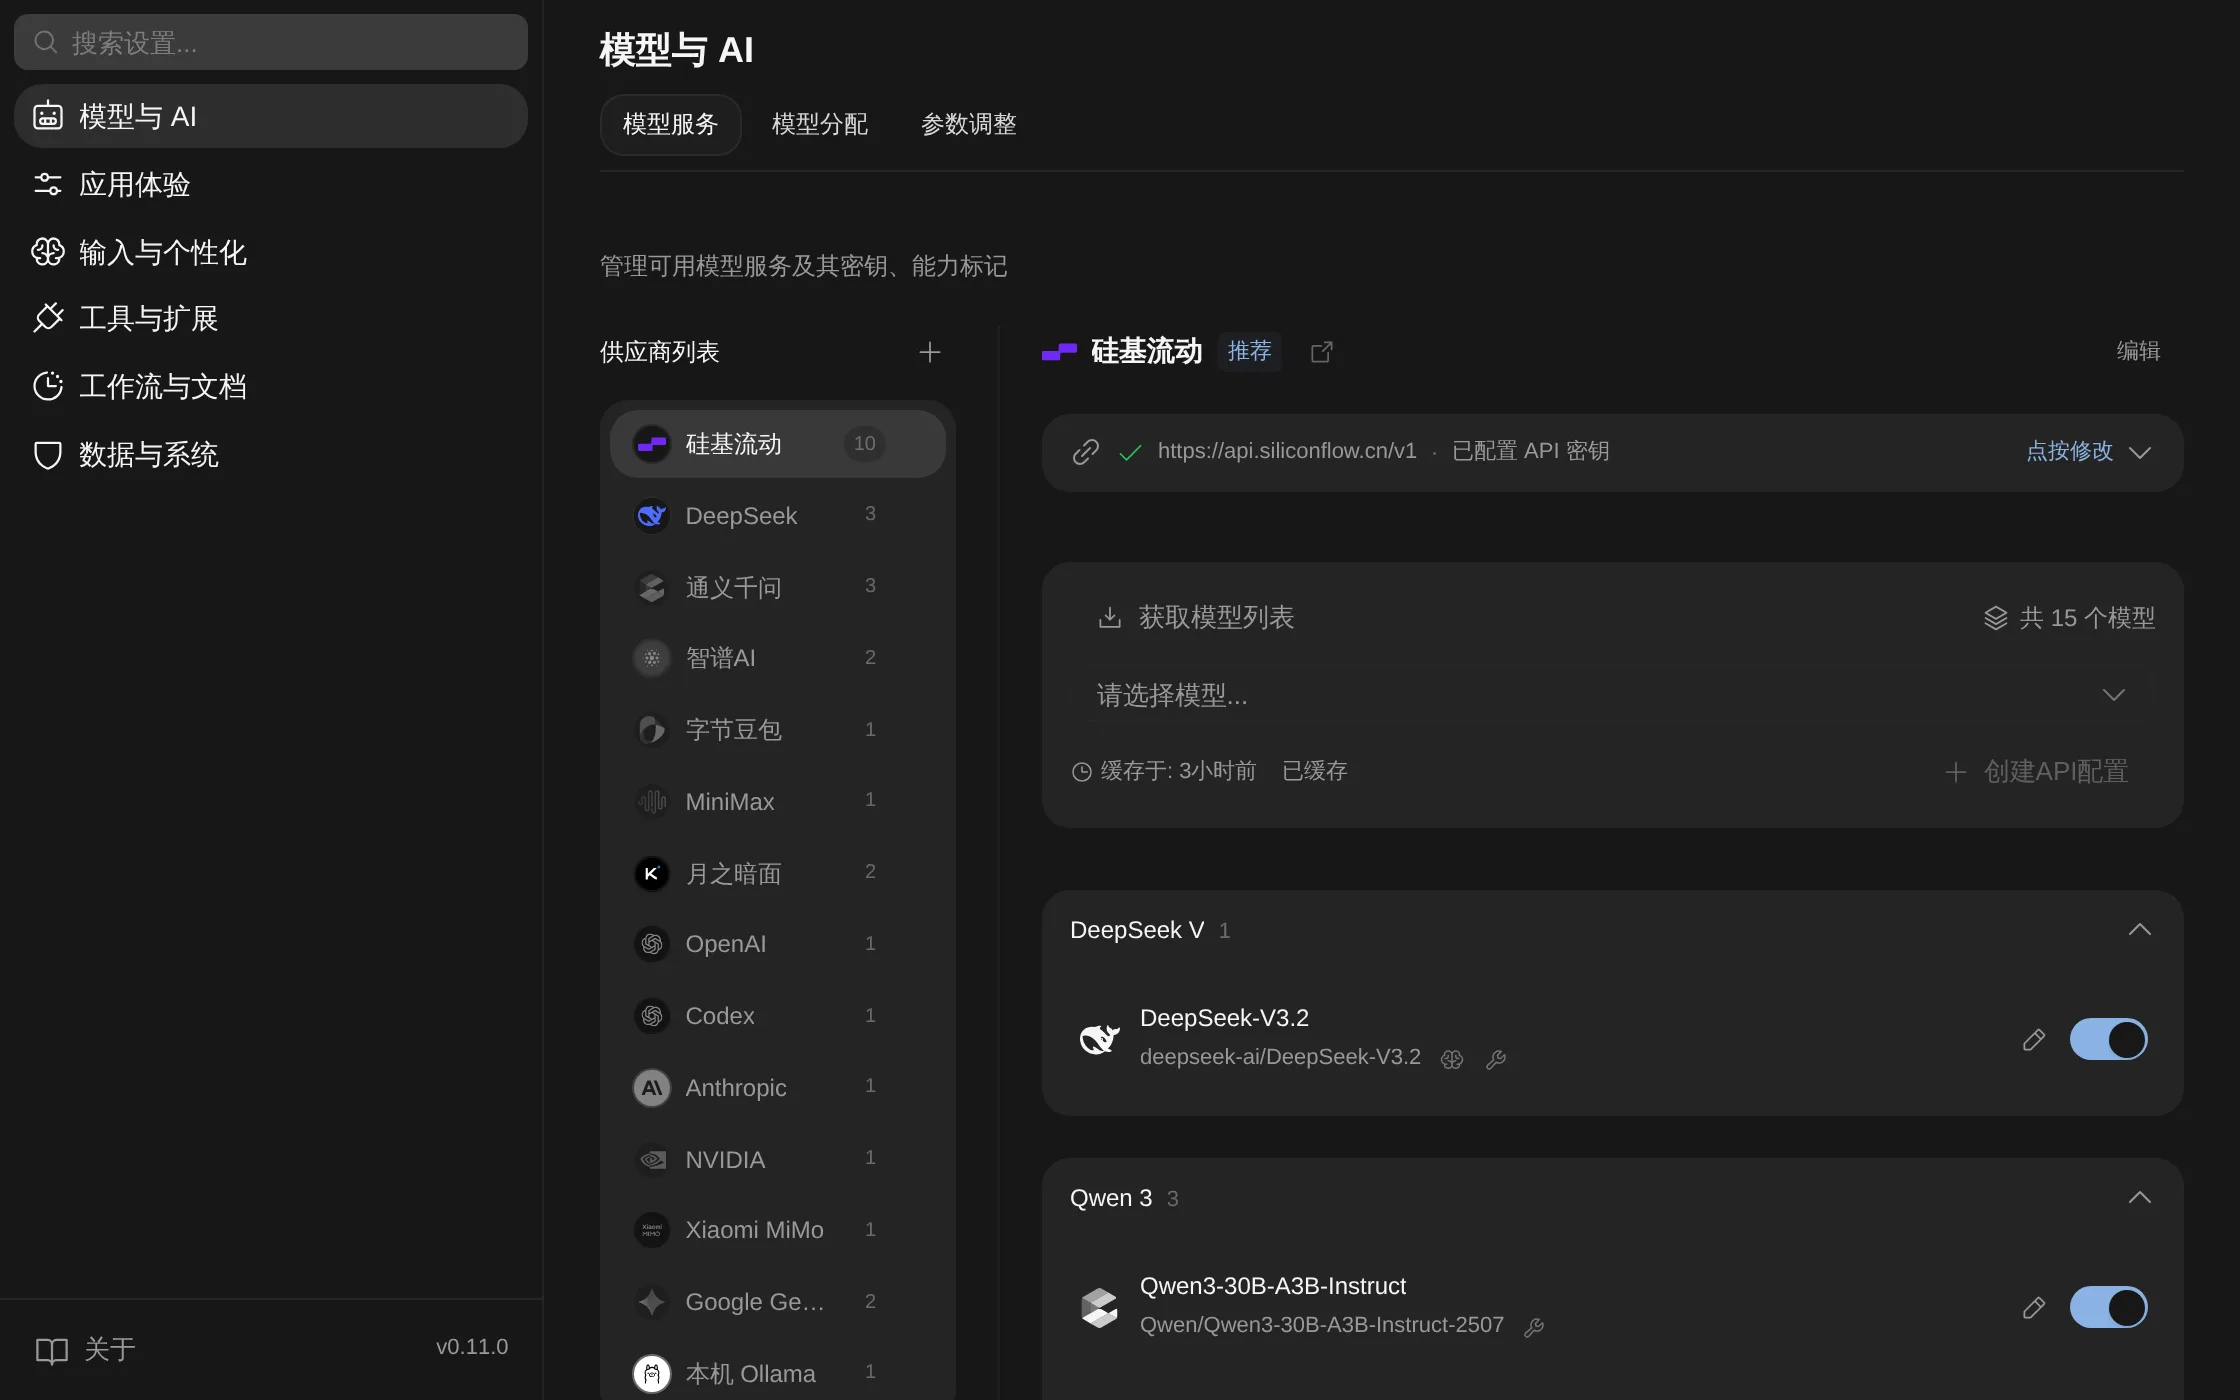 搜索设置...
模型与 AI
应用体验
输入与个性化
工具与扩展
工作流与文档
数据与系统
关于
v0.11.0
模型与 AI
模型服务
模型分配
参数调整
管理可用模型服务及其密钥、能力标记
供应商列表
硅基流动 10
DeepSeek 3
通义千问 3
智谱AI 2
字节豆包 1
MiniMax 1
月之暗面 2
OpenAI 1
Codex 1
Anthropic 1
NVIDIA 1
Xiaomi MiMo 1
Google Ge... 2
本机 Ollama 1
硅基流动 推荐
编辑
https://api.siliconflow.cn/v1 · 已配置 API 密钥
点按修改
获取模型列表
共 15 个模型
请选择模型...
缓存于: 3小时前 已缓存
创建API配置
DeepSeek V 1
DeepSeek-V3.2
deepseek-ai/DeepSeek-V3.2
Qwen 3 3
Qwen3-30B-A3B-Instruct
Qwen/Qwen3-30B-A3B-Instruct-2507